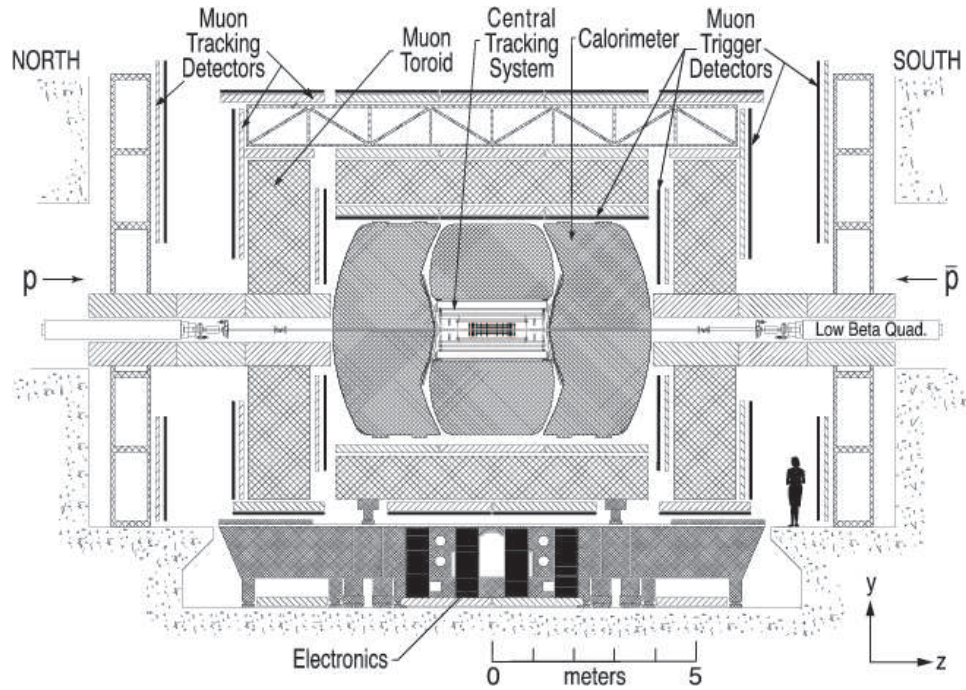 NORTH
Muon
Tracking
Detectors
Muon
Toroid
Central
Tracking
System
Calorimeter
Muon
Trigger
Detectors
SOUTH
p
p̅
Low Beta Quad.
Electronics
0
meters
5
y
z